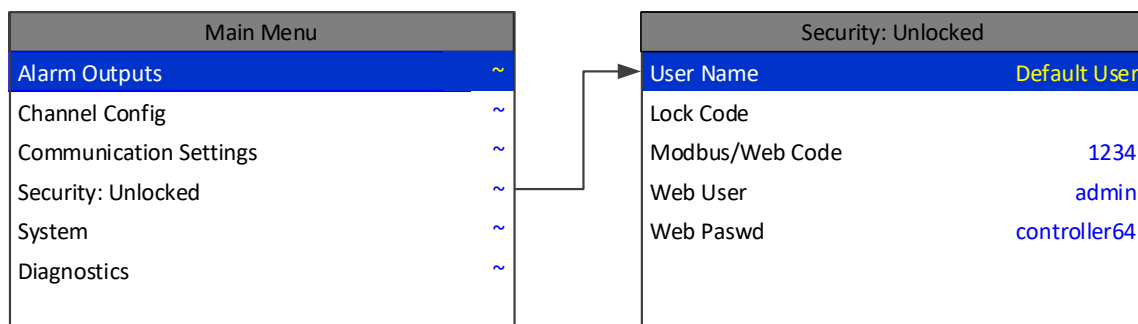 Main Menu
Alarm Outputs ~
Channel Config ~
Communication Settings ~
Security: Unlocked ~
System ~
Diagnostics ~
Security: Unlocked
User Name Default User
Lock Code
Modbus/Web Code 1234
Web User admin
Web Paswd controller64